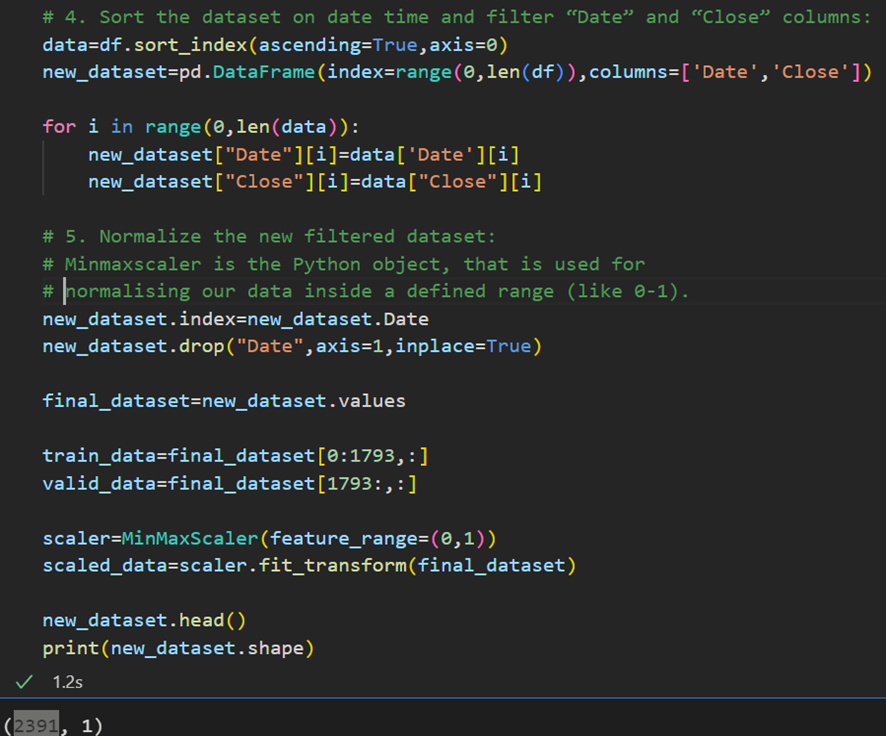 # 4. Sort the dataset on date time and filter “Date” and “Close” columns:
data=df.sort_index(ascending=True,axis=0)
new_dataset=pd.DataFrame(index=range(0,len(df)),columns=['Date','Close'])
for i in range(0,len(data)):
new_dataset["Date"][i]=data['Date'][i]
new_dataset["Close"][i]=data["Close"][i]
# 5. Normalize the new filtered dataset:
# Minmaxscaler is the Python object, that is used for
# normalising our data inside a defined range (like 0-1).
new_dataset.index=new_dataset.Date
new_dataset.drop("Date",axis=1,inplace=True)
final_dataset=new_dataset.values
train_data=final_dataset[0:1793,:]
valid_data=final_dataset[1793:,:]
scaler=MinMaxScaler(feature_range=(0,1))
scaled_data=scaler.fit_transform(final_dataset)
new_dataset.head()
print(new_dataset.shape)
1.2s
(2391, 1)